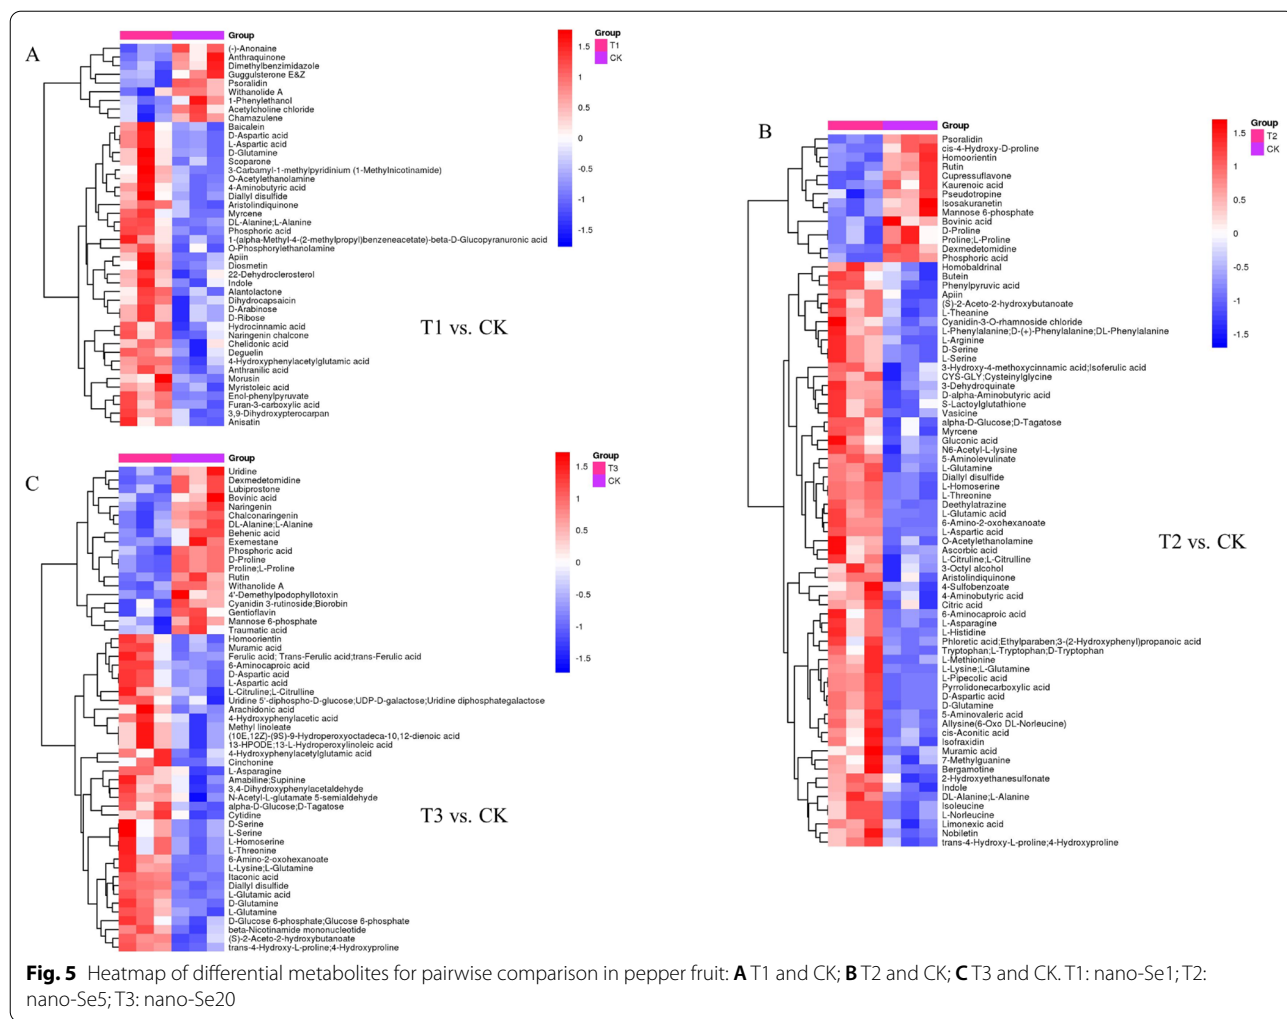 A
Group
(-)-Anonaine
Anthraquinone
Dimethylbenzimidazole
Guggulsterone E&Z
Psoralidin
Withanolide A
1-Phenylethanol
Acetylcholine chloride
Chamazulene
Baicalein
D-Aspartic acid
L-Aspartic acid
D-Glutamine
Scoparone
3-Carbamyl-1-methylpyridinium (1-Methylnicotinamide)
O-Acetylethanolamine
4-Aminobutyric acid
Diallyl disulfide
Aristolindiquinone
Myrcene
DL-Alanine;L-Alanine
Phosphoric acid
1-(alpha-Methyl-4-(2-methylpropyl)benzeneacetate)-beta-D-Glucopyranuronic acid
O-Phosphorylethanolamine
Apiin
Diosmetin
22-Dehydroclerosterol
Indole
Alantolactone
Dihydrocapsaicin
D-Arabinose
D-Ribose
Hydrocinnamic acid
Naringenin chalcone
Chelidonic acid
Deguelin
4-Hydroxyphenylacetylglutamic acid
Anthranilic acid
Morusin
Myristoleic acid
Enol-phenylpyruvate
Furan-3-carboxylic acid
3,9-Dihydroxypterocarpan
Anisatin
1.5
1
0.5
0
-0.5
-1
-1.5
Group
T1
CK
T1 vs. CK
B
Group
Psoralidin
cis-4-Hydroxy-D-proline
Homoorientin
Rutin
Cupressuflavone
Kaurenoic acid
Pseudotropine
Isosakuranetin
Mannose 6-phosphate
Bovinic acid
D-Proline
Proline;L-Proline
Dexmedetomidine
Phosphoric acid
Homobaldrinal
Butein
Phenylpyruvic acid
Apiin
(S)-2-Aceto-2-hydroxybutanoate
L-Theanine
Cyanidin-3-O-rhamnoside chloride
L-Phenylalanine;D-(+)-Phenylalanine;DL-Phenylalanine
L-Arginine
D-Serine
L-Serine
3-Hydroxy-4-methoxycinnamic acid;Isoferulic acid
CYS-GLY;Cysteinylglycine
3-Dehydroquinate
D-alpha-Aminobutyric acid
S-Lactoylglutathione
Vasicine
alpha-D-Glucose;D-Tagatose
Myrcene
Gluconic acid
N6-Acetyl-L-lysine
5-Aminolevulinate
L-Glutamine
Diallyl disulfide
L-Homoserine
L-Threonine
Deethylatrazine
L-Glutamic acid
6-Amino-2-oxohexanoate
L-Aspartic acid
O-Acetylethanolamine
Ascorbic acid
L-Citruline;L-Citrulline
3-Octyl alcohol
Aristolindiquinone
4-Sulfobenzoate
4-Aminobutyric acid
Citric acid
6-Aminocaproic acid
L-Asparagine
L-Histidine
Phloretic acid;Ethylparaben;3-(2-Hydroxyphenyl)propanoic acid
Tryptophan;L-Tryptophan;D-Tryptophan
L-Methionine
L-Lysine;L-Glutamine
L-Pipecolic acid
Pyrrolidonecarboxylic acid
D-Aspartic acid
D-Glutamine
5-Aminovaleric acid
Allysine(6-Oxo DL-Norleucine)
cis-Aconitic acid
Isofraxidin
Muramic acid
7-Methylguanine
Bergamotine
2-Hydroxyethanesulfonate
Indole
DL-Alanine;L-Alanine
Isoleucine
L-Norleucine
Limonexic acid
Nobiletin
trans-4-Hydroxy-L-proline;4-Hydroxyproline
1.5
1
0.5
0
-0.5
-1
-1.5
Group
T2
CK
T2 vs. CK
C
Group
Uridine
Dexmedetomidine
Lubiprostone
Bovinic acid
Naringenin
Chalconaringenin
DL-Alanine;L-Alanine
Behenic acid
Exemestane
Phosphoric acid
D-Proline
Proline;L-Proline
Rutin
Withanolide A
4'-Demethylpodophyllotoxin
Cyanidin 3-rutinoside;Biorobin
Gentioflavin
Mannose 6-phosphate
Traumatic acid
Homoorientin
Muramic acid
Ferulic acid; Trans-Ferulic acid;trans-Ferulic acid
6-Aminocaproic acid
D-Aspartic acid
L-Aspartic acid
L-Citruline;L-Citrulline
Uridine 5'-diphospho-D-glucose;UDP-D-galactose;Uridine diphosphategalactose
Arachidonic acid
4-Hydroxyphenylacetic acid
Methyl linoleate
(10E,12Z)-(9S)-9-Hydroperoxyoctadeca-10,12-dienoic acid
13-HPODE;13-L-Hydroperoxylinoleic acid
4-Hydroxyphenylacetylglutamic acid
Cinchonine
L-Asparagine
Amabiline;Supinine
3,4-Dihydroxyphenylacetaldehyde
N-Acetyl-L-glutamate 5-semialdehyde
alpha-D-Glucose;D-Tagatose
Cytidine
D-Serine
L-Serine
L-Homoserine
L-Threonine
6-Amino-2-oxohexanoate
L-Lysine;L-Glutamine
Itaconic acid
Diallyl disulfide
L-Glutamic acid
D-Glutamine
L-Glutamine
D-Glucose 6-phosphate;Glucose 6-phosphate
beta-Nicotinamide mononucleotide
(S)-2-Aceto-2-hydroxybutanoate
trans-4-Hydroxy-L-proline;4-Hydroxyproline
1.5
1
0.5
0
-0.5
-1
-1.5
Group
T3
CK
T3 vs. CK
Fig. 5 Heatmap of differential metabolites for pairwise comparison in pepper fruit: A T1 and CK; B T2 and CK; C T3 and CK. T1: nano-Se1; T2:
nano-Se5; T3: nano-Se20